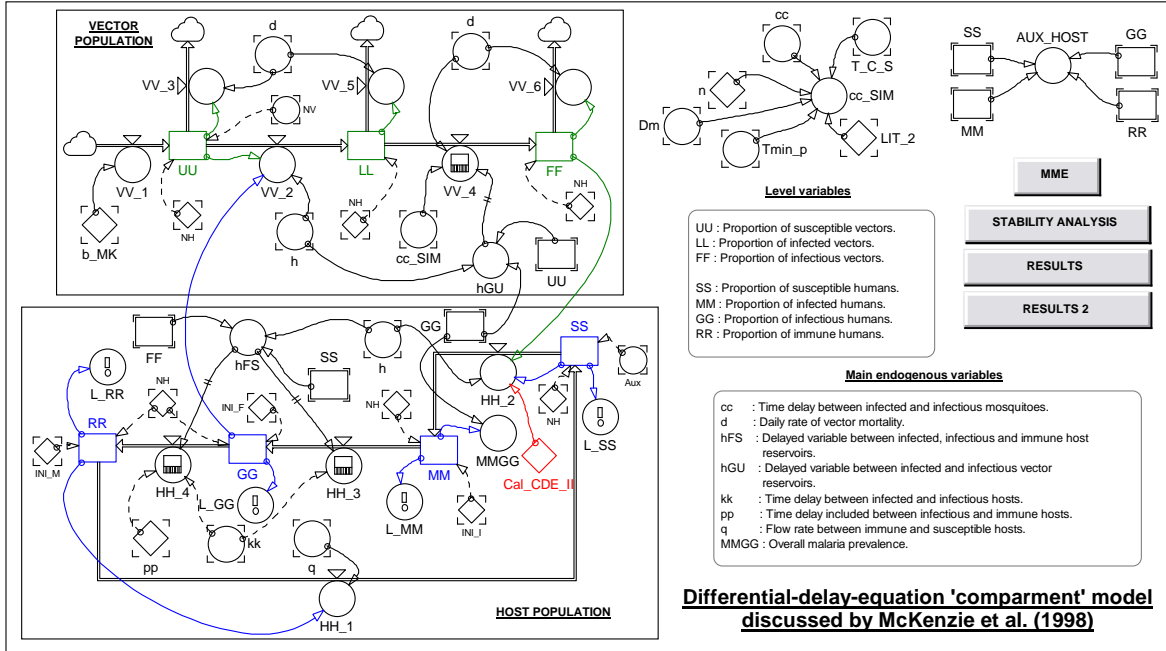 VECTOR
POPULATION
d
d
VV_3
VV_5
VV_6
NV
UU
LL
FF
VV_1
VV_2
VV_4
NH
NH
NH
b_MK
h
cc_SIM
hGU
UU
cc
T_C_S
n
cc_SIM
Dm
Tmin_p
LIT_2
SS
AUX_HOST
GG
MM
RR
MME
STABILITY ANALYSIS
RESULTS
RESULTS 2
Level variables
UU : Proportion of susceptible vectors.
LL : Proportion of infected vectors.
FF : Proportion of infectious vectors.
SS : Proportion of susceptible humans.
MM : Proportion of infected humans.
GG : Proportion of infectious humans.
RR : Proportion of immune humans.
Main endogenous variables
cc : Time delay between infected and infectious mosquitoes.
d : Daily rate of vector mortality.
hFS : Delayed variable between infected, infectious and immune host
reservoirs.
hGU : Delayed variable between infected and infectious vector
reservoirs.
kk : Time delay between infected and infectious hosts.
pp : Time delay included between infectious and immune hosts.
q : Flow rate between immune and susceptible hosts.
MMGG : Overall malaria prevalence.
Differential-delay-equation 'comparment' model
discussed by McKenzie et al. (1998)
FF
hFS
SS
h
GG
SS
HH_2
Aux
L_RR
NH
INI_F
NH
NH
L_SS
RR
GG
MM
MMGG
INI_M
HH_4
HH_3
L_GG
L_MM
INI_I
Cal_CDE_II
pp
kk
q
HH_1
HOST POPULATION